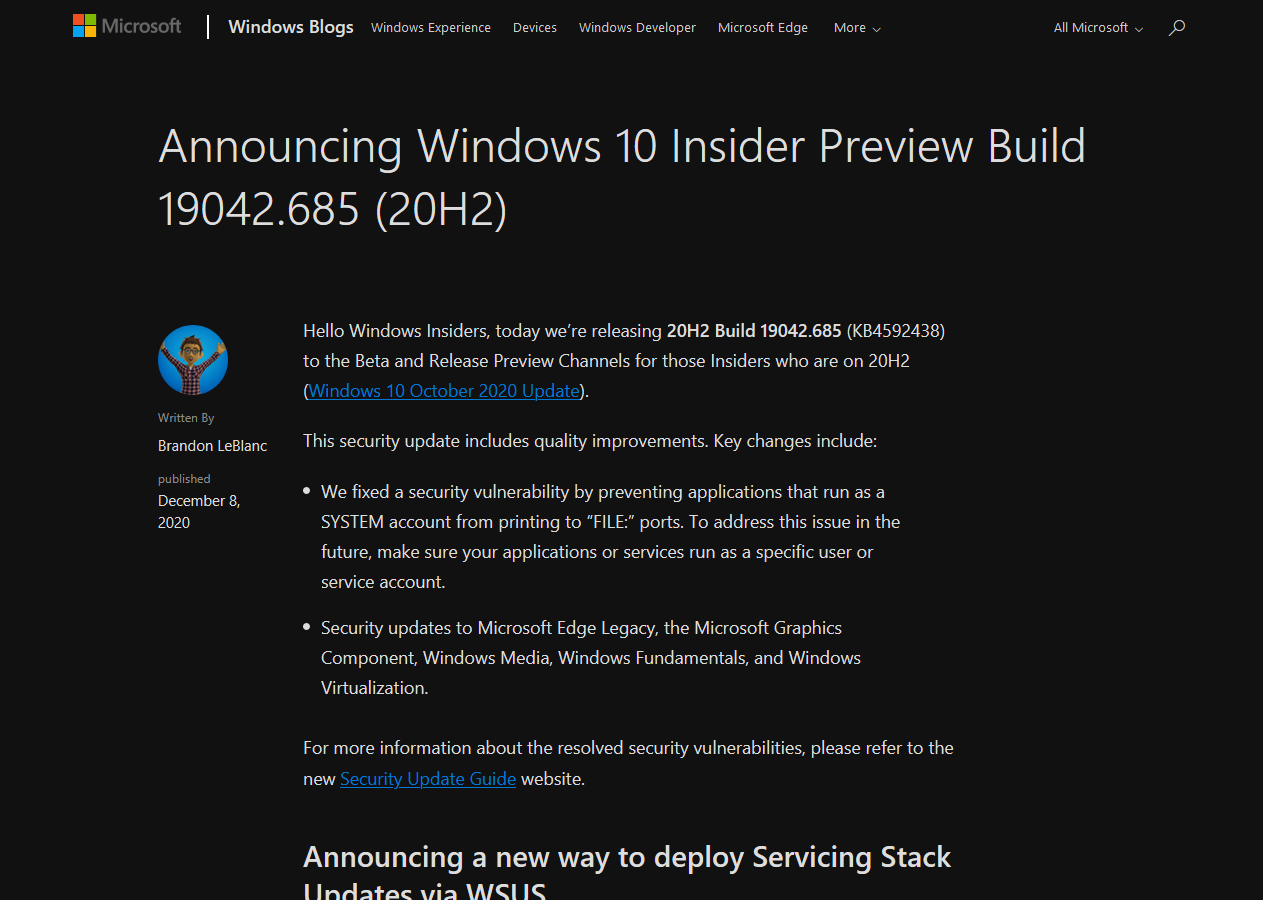 Microsoft
Windows Blogs
Windows Experience
Devices
Windows Developer
Microsoft Edge
More
All Microsoft
Announcing Windows 10 Insider Preview Build
19042.685 (20H2)
Written By
Brandon LeBlanc
published
December 8,
2020
Hello Windows Insiders, today we’re releasing 20H2 Build 19042.685 (KB4592438)
to the Beta and Release Preview Channels for those Insiders who are on 20H2
(Windows 10 October 2020 Update).
This security update includes quality improvements. Key changes include:
• We fixed a security vulnerability by preventing applications that run as a
SYSTEM account from printing to “FILE:” ports. To address this issue in the
future, make sure your applications or services run as a specific user or
service account.
• Security updates to Microsoft Edge Legacy, the Microsoft Graphics
Component, Windows Media, Windows Fundamentals, and Windows
Virtualization.
For more information about the resolved security vulnerabilities, please refer to the
new Security Update Guide website.
Announcing a new way to deploy Servicing Stack
Updates via WSUS